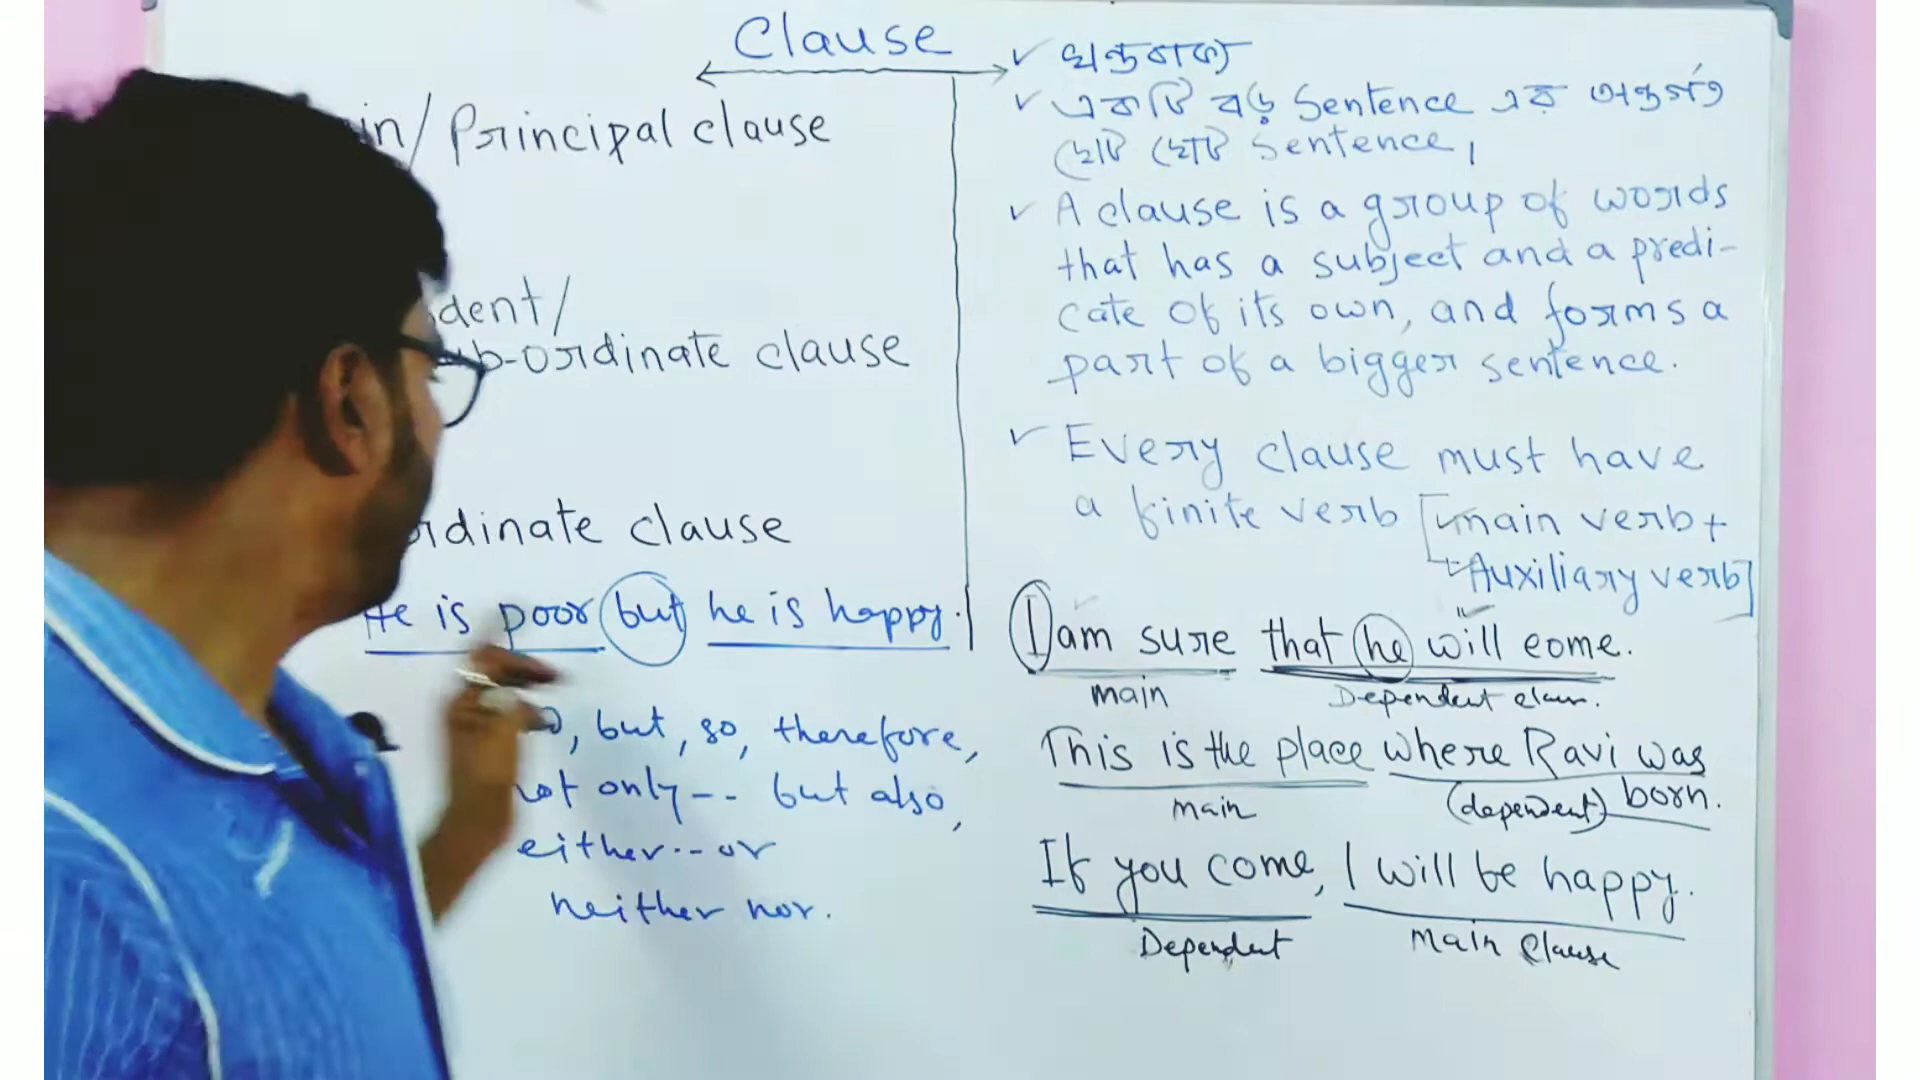 Clause
in/ Principal clause
dent/
b-ordinate clause
rdinate clause
He is poor but he is happy.
, but, so, therefore,
not only -- but also,
either -- or
neither nor.
✓ খন্ডবাক্য
✓ একটি বড় Sentence এর অন্তর্গত
ছোট ছোট Sentence,
✓ A clause is a group of words
that has a subject and a predi-
cate of its own, and forms a
part of a bigger sentence.
✓ Every clause must have
a finite verb [main verb +
Auxiliary verb]
I am sure that he will come.
main Dependent claus.
This is the place where Ravi was
main (dependent) born.
If you come, I will be happy.
Dependent Main Clause